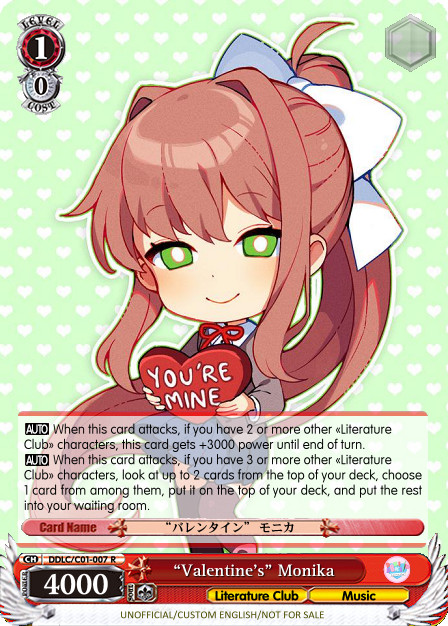 LEVEL
1
0
COST
YOU'RE
MINE
AUTO When this card attacks, if you have 2 or more other «Literature
Club» characters, this card gets +3000 power until end of turn.
AUTO When this card attacks, if you have 3 or more other «Literature
Club» characters, look at up to 2 cards from the top of your deck, choose
1 card from among them, put it on the top of your deck, and put the rest
into your waiting room.
Card Name “バレンタイン” モニカ
CH DDLC/C01-007 R
POWER 4000 SOUL “Valentine's” Monika
Literature Club Music
UNOFFICIAL/CUSTOM ENGLISH/NOT FOR SALE